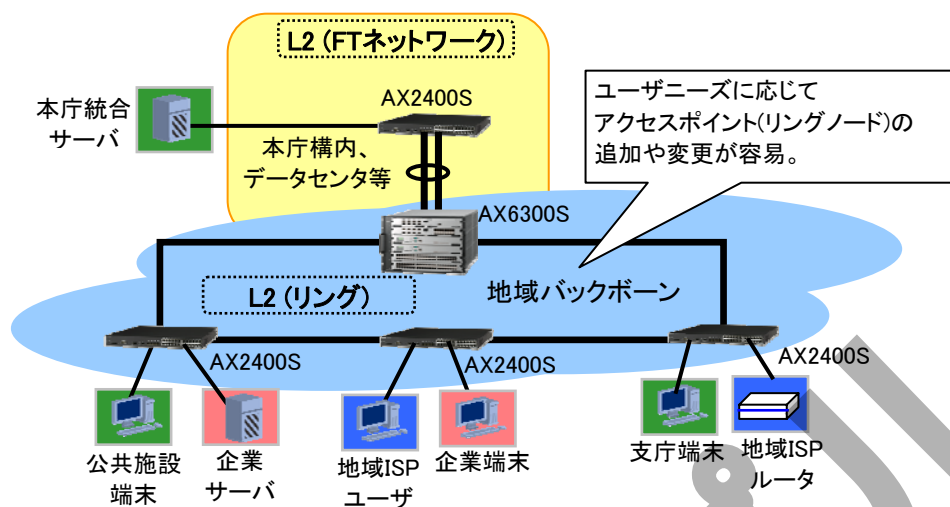 L2 (FTネットワーク)
AX2400S
本庁統合
サーバ
本庁構内、
データセンタ等
ユーザニーズに応じて
アクセスポイント(リングノード)の
追加や変更が容易。
AX6300S
L2 (リング)
地域バックボーン
AX2400S
AX2400S
AX2400S
公共施設
端末
企業
サーバ
地域ISP
ユーザ
企業端末
支庁端末
地域ISP
ルータ